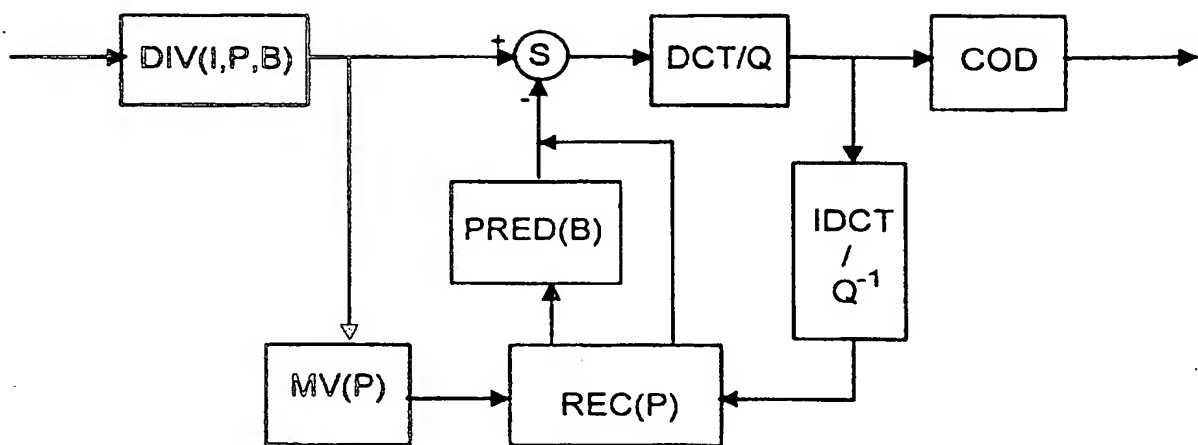 DIV(I,P,B)
+
S
DCT/Q
COD
-
PRED(B)
IDCT
/
Q⁻¹
MV(P)
REC(P)